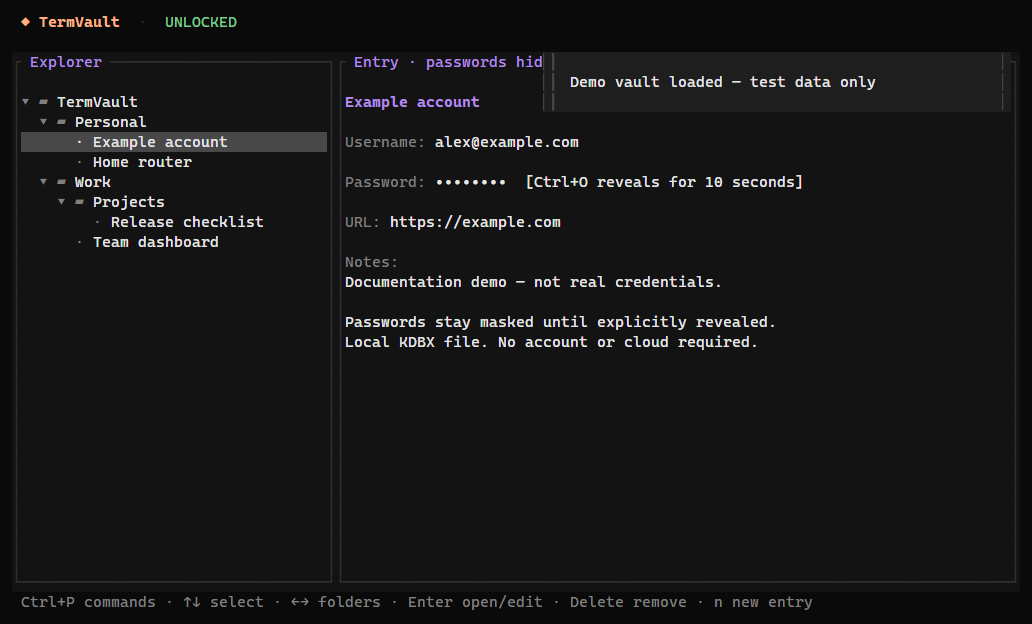 ◆ TermVault · UNLOCKED
Explorer
▼ TermVault
▼ Personal
· Example account
· Home router
▼ Work
▼ Projects
· Release checklist
· Team dashboard
Entry · passwords hid
Demo vault loaded — test data only
Example account
Username: alex@example.com
Password: •••••••• [Ctrl+O reveals for 10 seconds]
URL: https://example.com
Notes:
Documentation demo — not real credentials.
Passwords stay masked until explicitly revealed.
Local KDBX file. No account or cloud required.
Ctrl+P commands · ↑↓ select · ←→ folders · Enter open/edit · Delete remove · n new entry